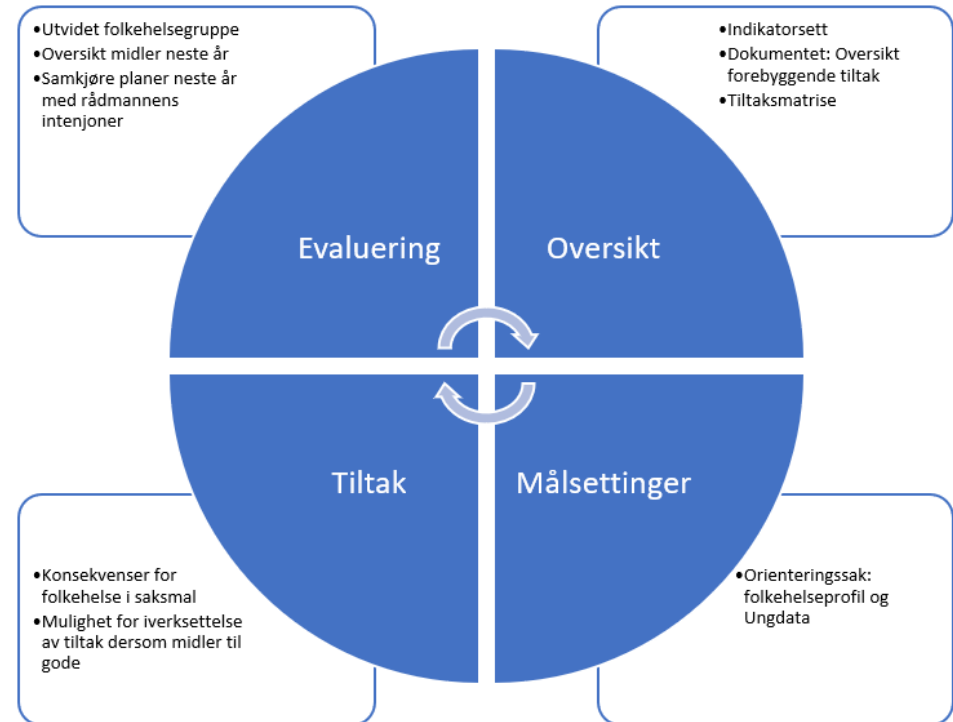 •Utvidet folkehelsegruppe
•Oversikt midler neste år
•Samkjøre planer neste år
med rådmannens
intenjoner
•Indikatorsett
•Dokumentet: Oversikt
forebyggende tiltak
•Tiltaksmatrise
Evaluering
Oversikt
Tiltak
Målsettinger
•Konsekvenser for
folkehelse i saksmal
•Mulighet for iverksettelse
av tiltak dersom midler til
gode
•Orienteringssak:
folkehelseprofil og
Ungdata